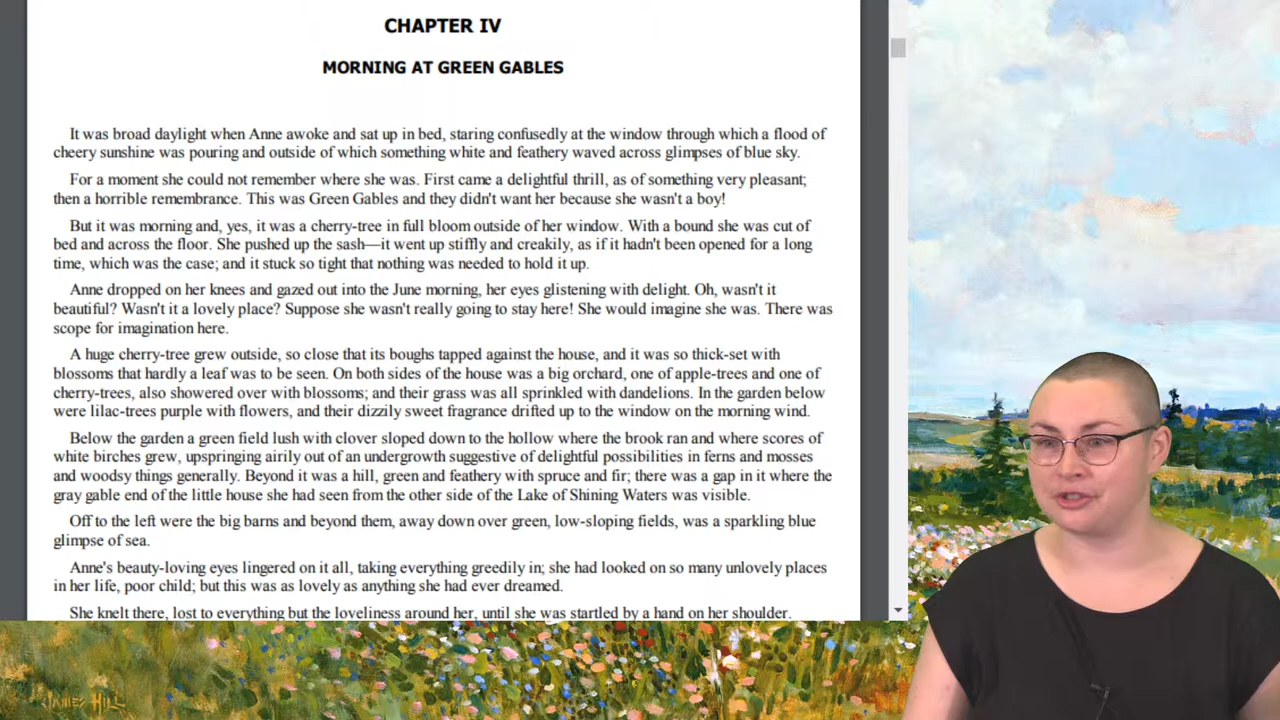 CHAPTER IV
MORNING AT GREEN GABLES
It was broad daylight when Anne awoke and sat up in bed, staring confusedly at the window through which a flood of
cheery sunshine was pouring and outside of which something white and feathery waved across glimpses of blue sky.
For a moment she could not remember where she was. First came a delightful thrill, as of something very pleasant;
then a horrible remembrance. This was Green Gables and they didn't want her because she wasn't a boy!
But it was morning and, yes, it was a cherry-tree in full bloom outside of her window. With a bound she was out of
bed and across the floor. She pushed up the sash—it went up stiffly and creakily, as if it hadn't been opened for a long
time, which was the case; and it stuck so tight that nothing was needed to hold it up.
Anne dropped on her knees and gazed out into the June morning, her eyes glistening with delight. Oh, wasn't it
beautiful? Wasn't it a lovely place? Suppose she wasn't really going to stay here! She would imagine she was. There was
scope for imagination here.
A huge cherry-tree grew outside, so close that its boughs tapped against the house, and it was so thick-set with
blossoms that hardly a leaf was to be seen. On both sides of the house was a big orchard, one of apple-trees and one of
cherry-trees, also showered over with blossoms; and their grass was all sprinkled with dandelions. In the garden below
were lilac-trees purple with flowers, and their dizzily sweet fragrance drifted up to the window on the morning wind.
Below the garden a green field lush with clover sloped down to the hollow where the brook ran and where scores of
white birches grew, upspringing airily out of an undergrowth suggestive of delightful possibilities in ferns and mosses
and woodsy things generally. Beyond it was a hill, green and feathery with spruce and fir; there was a gap in it where the
gray gable end of the little house she had seen from the other side of the Lake of Shining Waters was visible.
Off to the left were the big barns and beyond them, away down over green, low-sloping fields, was a sparkling blue
glimpse of sea.
Anne's beauty-loving eyes lingered on it all, taking everything greedily in; she had looked on so many unlovely places
in her life, poor child; but this was as lovely as anything she had ever dreamed.
She knelt there, lost to everything but the loveliness around her, until she was startled by a hand on her shoulder.
JAMES HILL